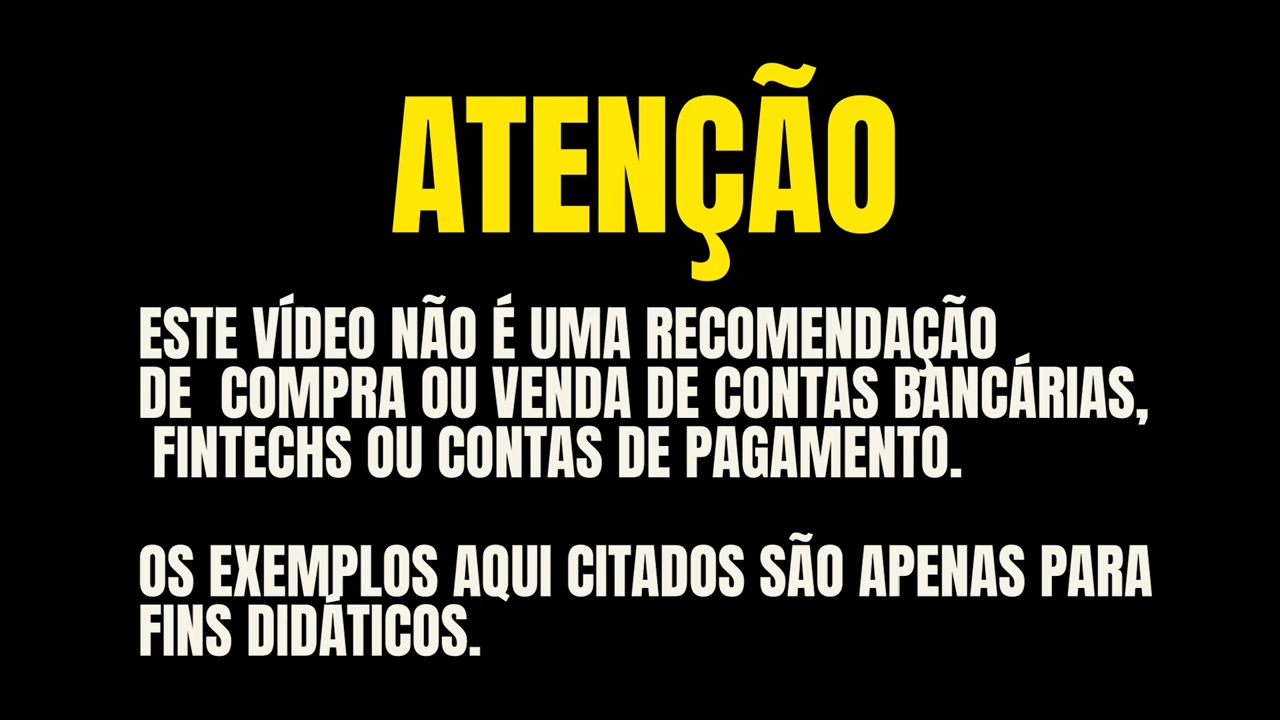 ATENÇÃO
ESTE VÍDEO NÃO É UMA RECOMENDAÇÃO
DE COMPRA OU VENDA DE CONTAS BANCÁRIAS,
FINTECHS OU CONTAS DE PAGAMENTO.
OS EXEMPLOS AQUI CITADOS SÃO APENAS PARA
FINS DIDÁTICOS.